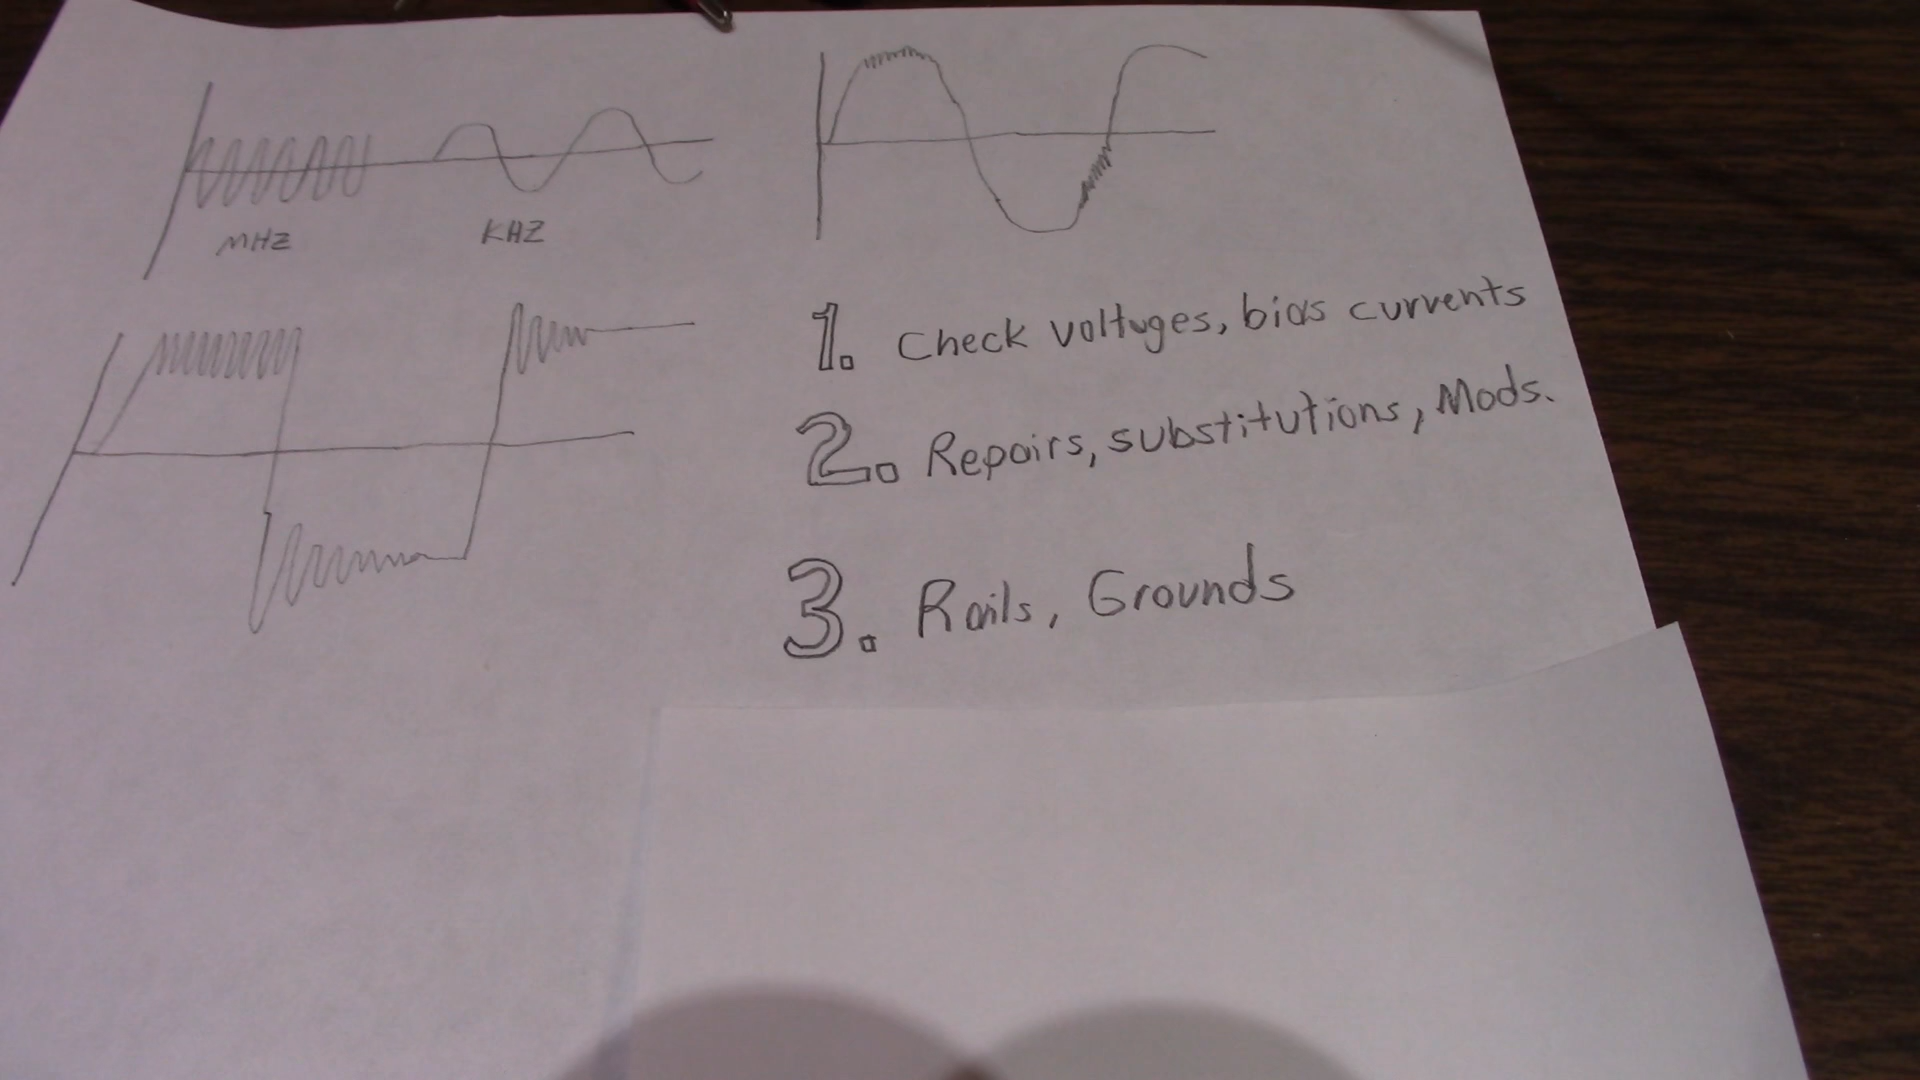 MHZ
KHZ
1. Check voltages, bias currents
2. Repairs, substitutions, Mods.
3. Rails, Grounds